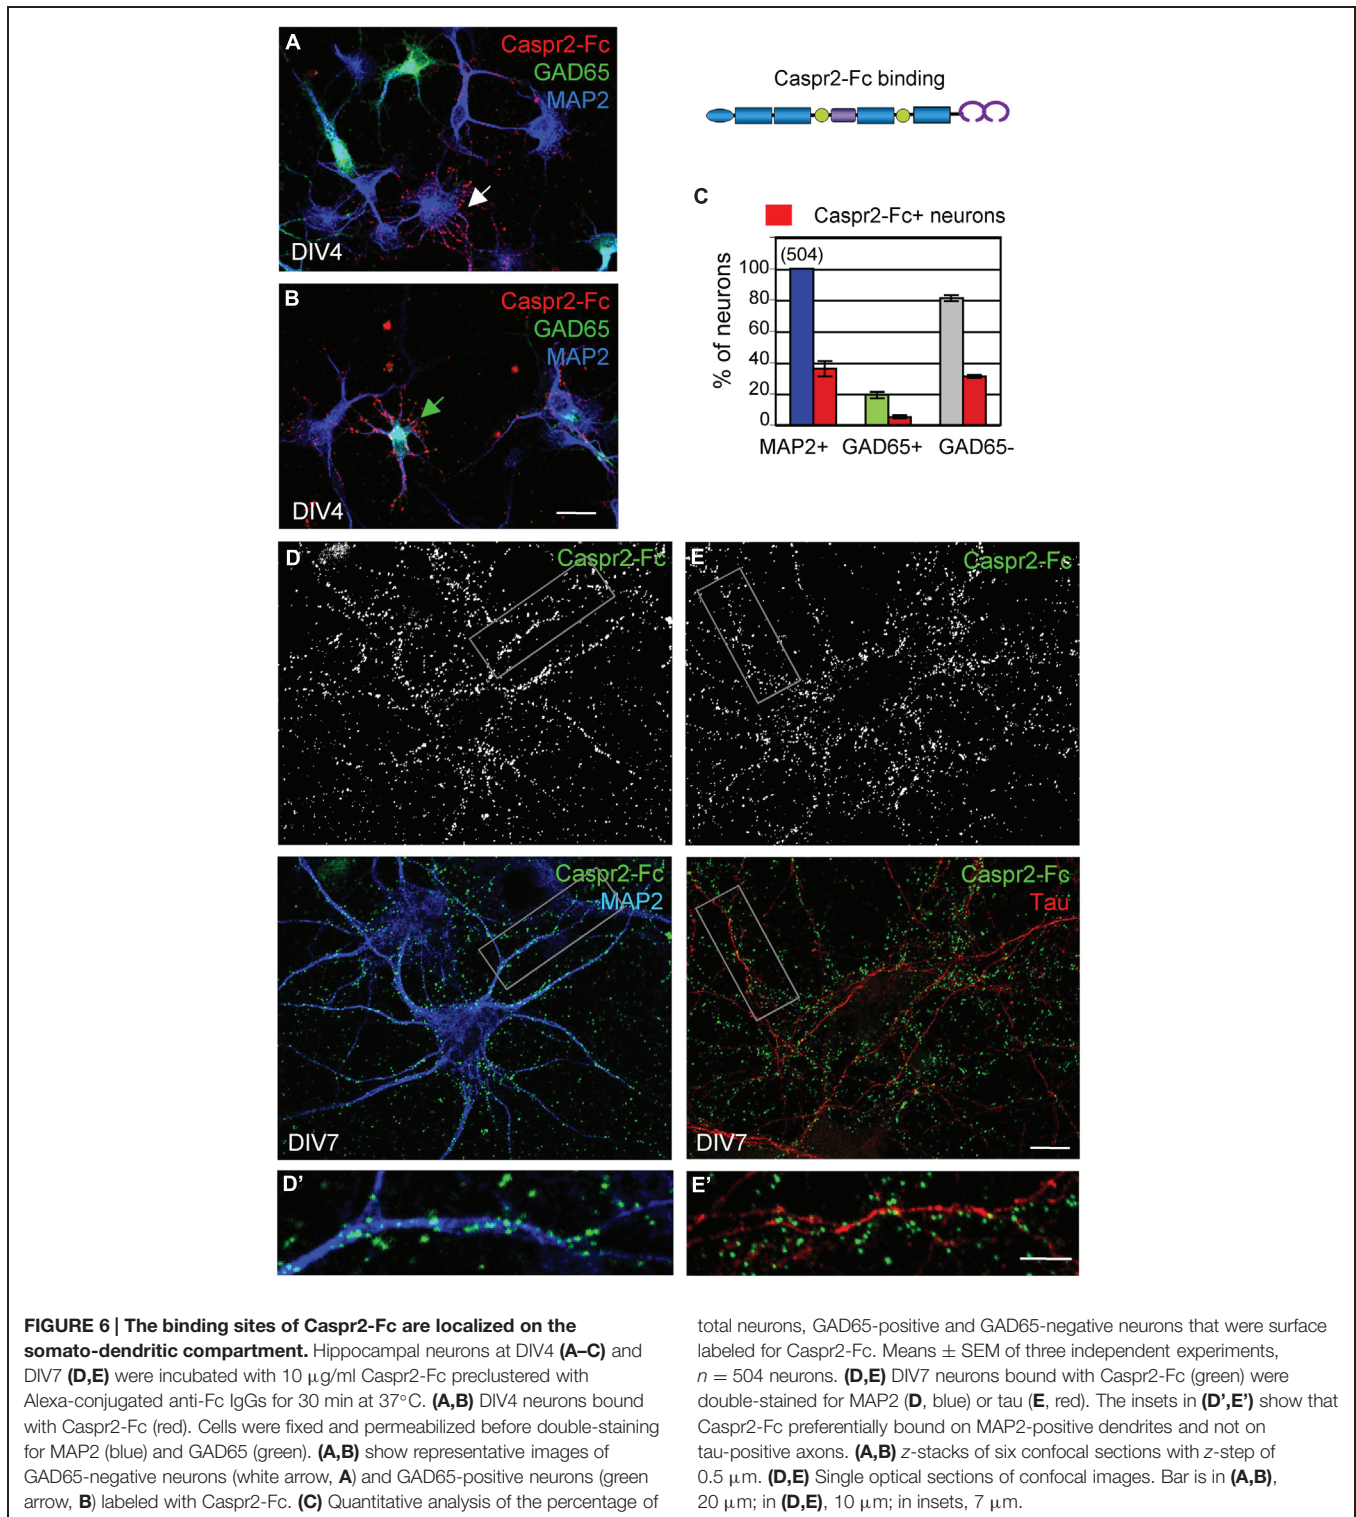 A
Caspr2-Fc
GAD65
MAP2
DIV4
B
Caspr2-Fc
GAD65
MAP2
DIV4
Caspr2-Fc binding
C
Caspr2-Fc+ neurons
(504)
% of neurons
100
80
60
40
20
0
MAP2+ GAD65+ GAD65-
D
Caspr2-Fc
E
Caspr2-Fc
Caspr2-Fc
MAP2
DIV7
Caspr2-Fc
Tau
DIV7
D’
E’
FIGURE 6 | The binding sites of Caspr2-Fc are localized on the
somato-dendritic compartment. Hippocampal neurons at DIV4 (A–C) and
DIV7 (D,E) were incubated with 10 μg/ml Caspr2-Fc preclustered with
Alexa-conjugated anti-Fc IgGs for 30 min at 37°C. (A,B) DIV4 neurons bound
with Caspr2-Fc (red). Cells were fixed and permeabilized before double-staining
for MAP2 (blue) and GAD65 (green). (A,B) show representative images of
GAD65-negative neurons (white arrow, A) and GAD65-positive neurons (green
arrow, B) labeled with Caspr2-Fc. (C) Quantitative analysis of the percentage of
total neurons, GAD65-positive and GAD65-negative neurons that were surface
labeled for Caspr2-Fc. Means ± SEM of three independent experiments,
n = 504 neurons. (D,E) DIV7 neurons bound with Caspr2-Fc (green) were
double-stained for MAP2 (D, blue) or tau (E, red). The insets in (D’,E’) show that
Caspr2-Fc preferentially bound on MAP2-positive dendrites and not on
tau-positive axons. (A,B) z-stacks of six confocal sections with z-step of
0.5 μm. (D,E) Single optical sections of confocal images. Bar is in (A,B),
20 μm; in (D,E), 10 μm; in insets, 7 μm.